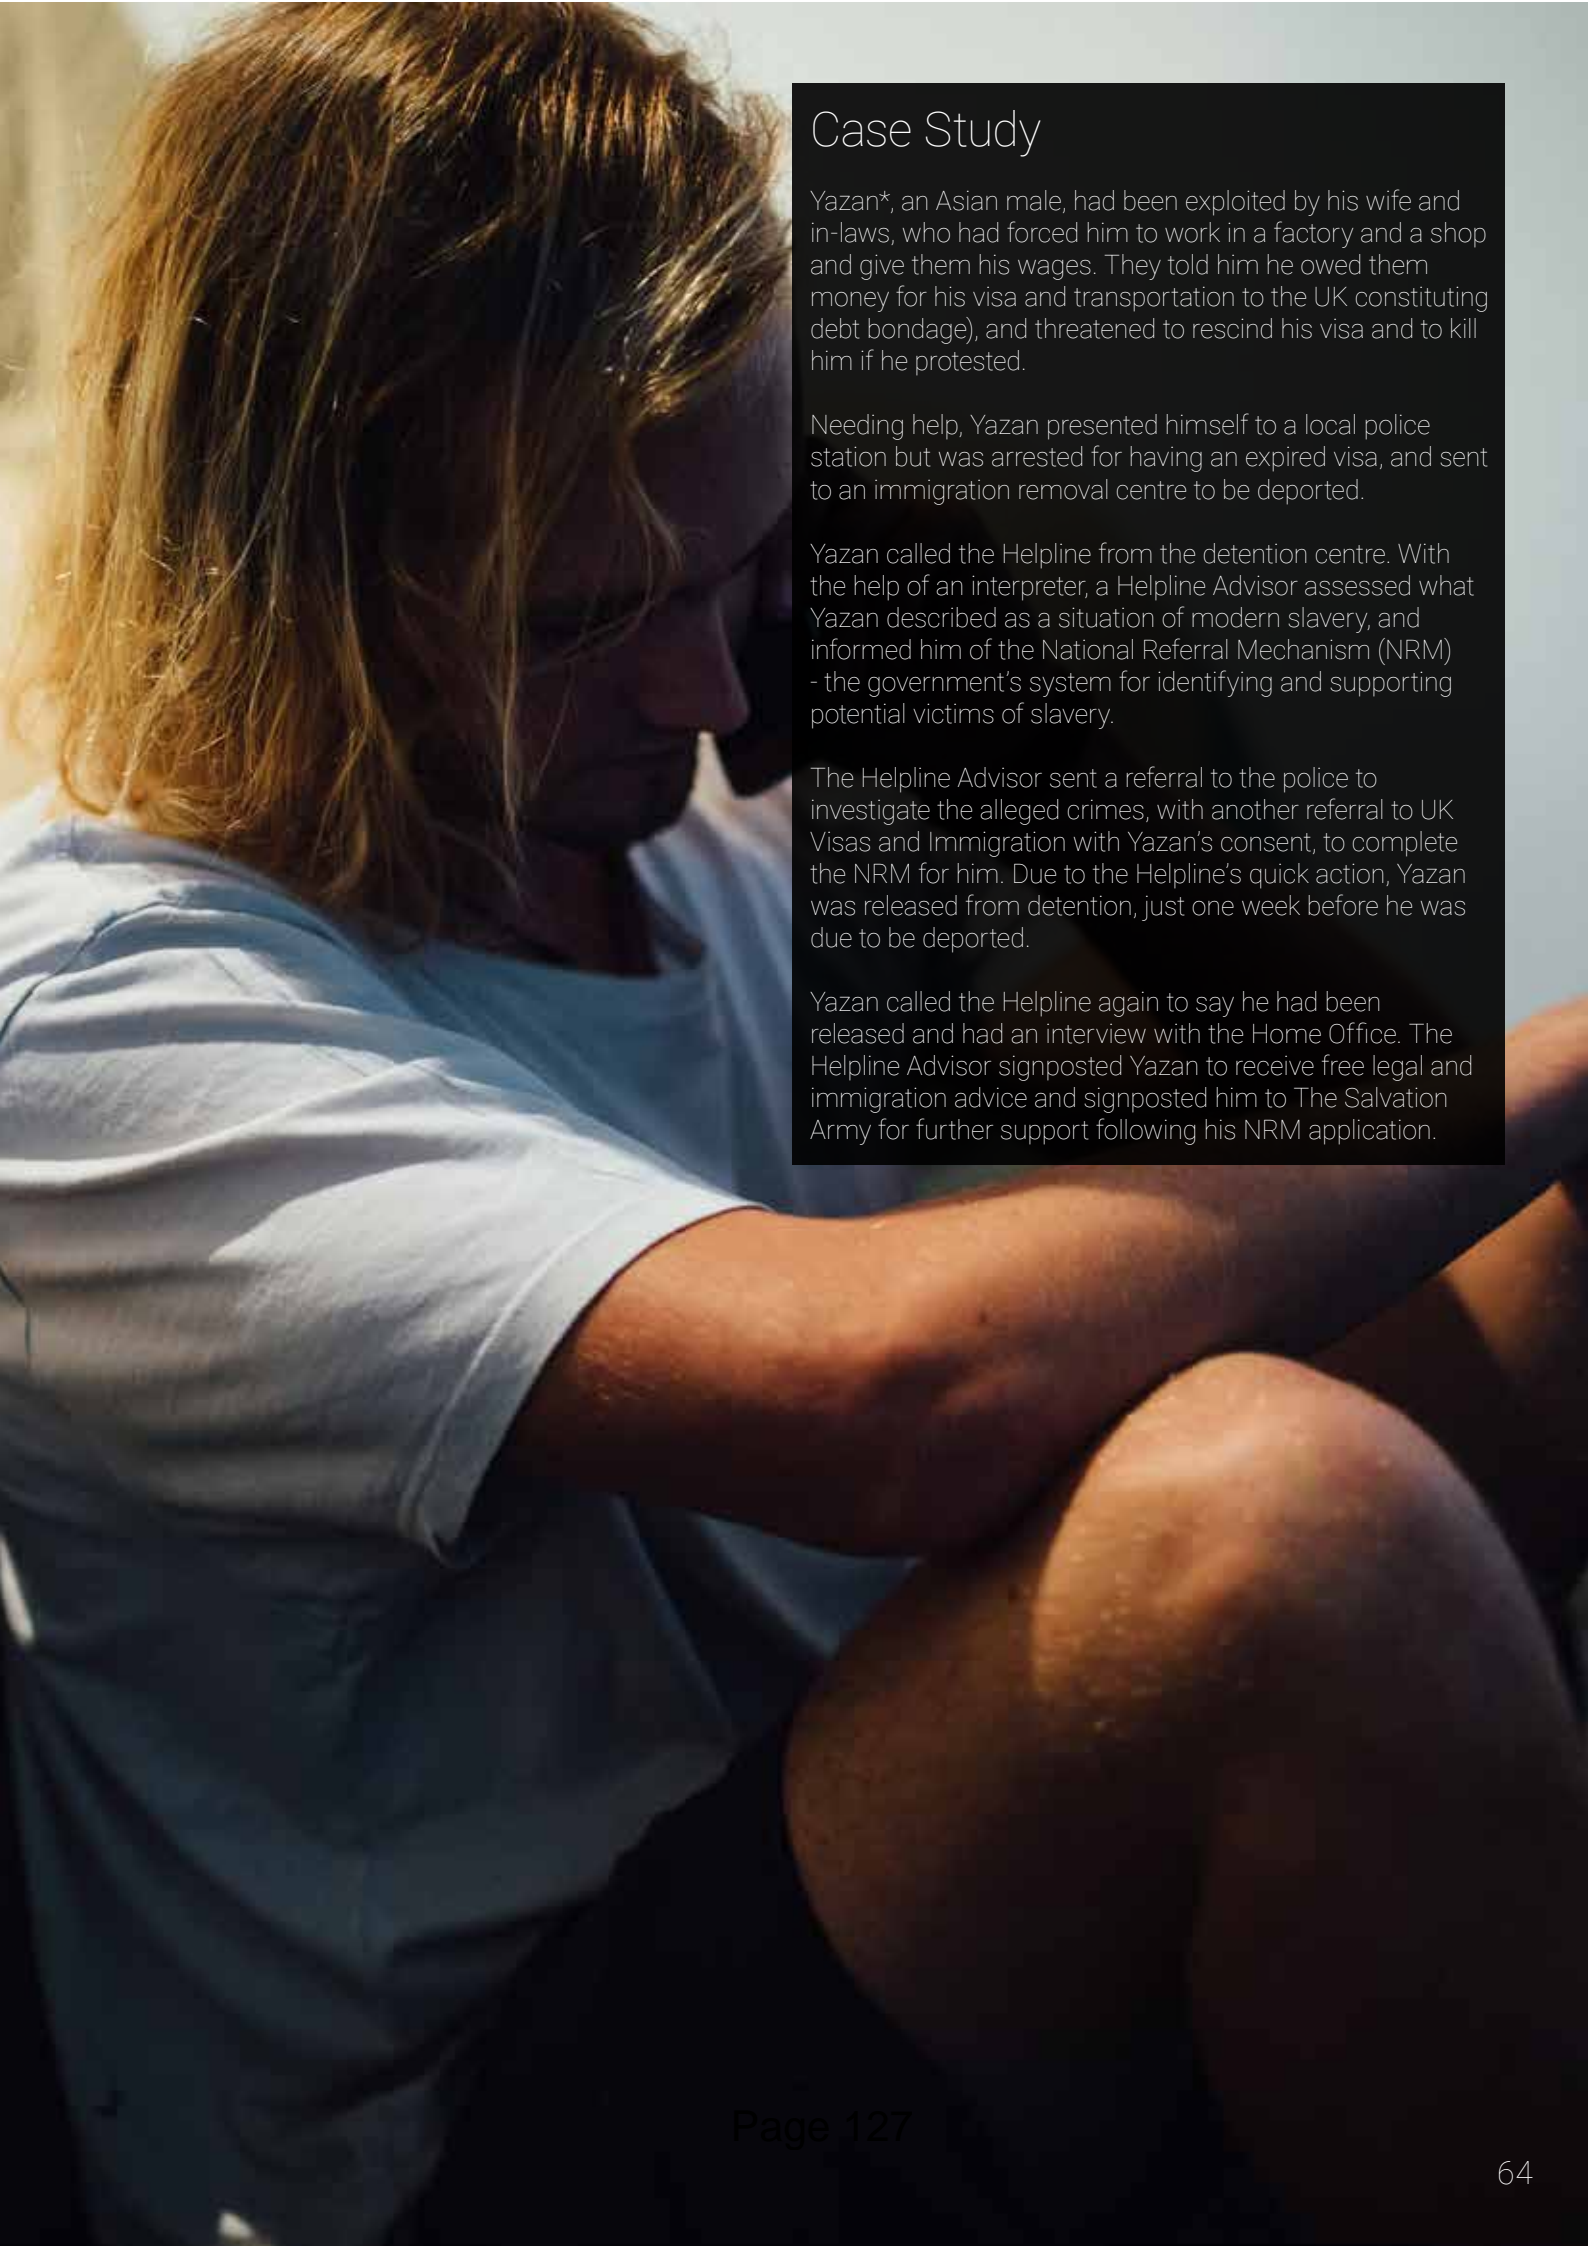 Case Study
Yazan*, an Asian male, had been exploited by his wife and
in-laws, who had forced him to work in a factory and a shop
and give them his wages. They told him he owed them
money for his visa and transportation to the UK constituting
debt bondage), and threatened to rescind his visa and to kill
him if he protested.
Needing help, Yazan presented himself to a local police
station but was arrested for having an expired visa, and sent
to an immigration removal centre to be deported.
Yazan called the Helpline from the detention centre. With
the help of an interpreter, a Helpline Advisor assessed what
Yazan described as a situation of modern slavery, and
informed him of the National Referral Mechanism (NRM)
- the government's system for identifying and supporting
potential victims of slavery.
The Helpline Advisor sent a referral to the police to
investigate the alleged crimes, with another referral to UK
Visas and Immigration with Yazan's consent, to complete
the NRM for him. Due to the Helpline's quick action, Yazan
was released from detention, just one week before he was
due to be deported.
Yazan called the Helpline again to say he had been
released and had an interview with the Home Office. The
Helpline Advisor signposted Yazan to receive free legal and
immigration advice and signposted him to The Salvation
Army for further support following his NRM application.
Page 127
64